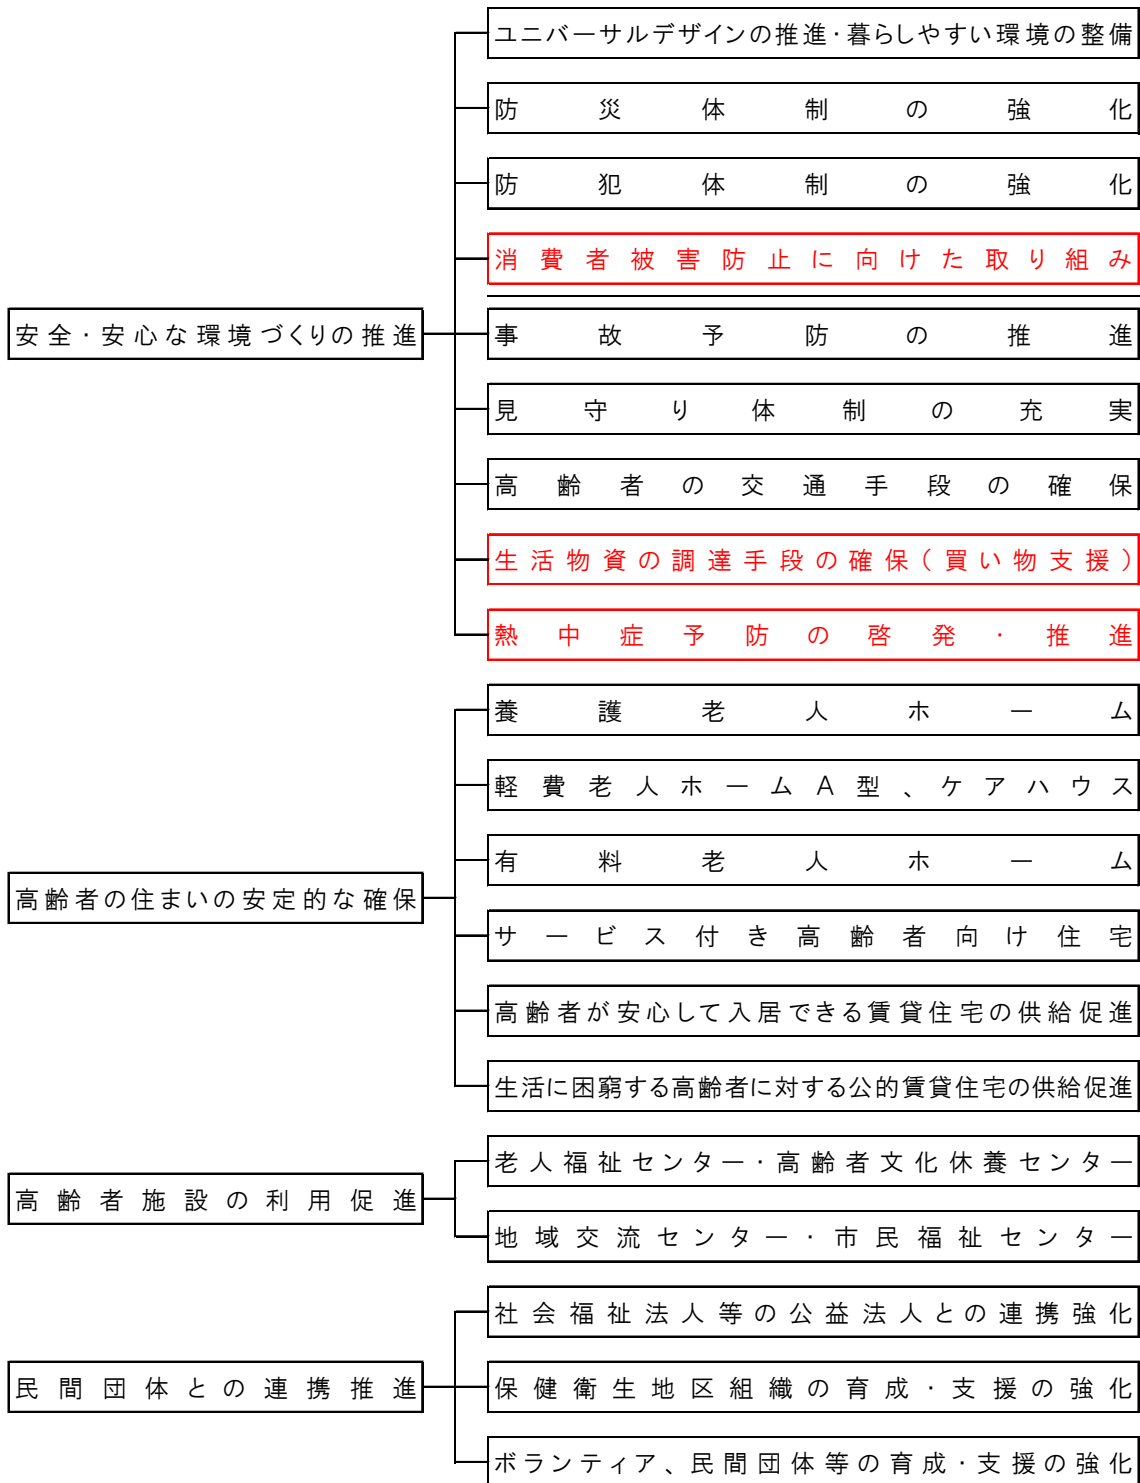 ユニバーサルデザインの推進・暮らしやすい環境の整備
防災体制の強化
防犯体制の強化
消費者被害防止に向けた取り組み
安全・安心な環境づくりの推進
事故予防の推進
見守り体制の充実
高齢者の交通手段の確保
生活物資の調達手段の確保(買い物支援)
熱中症予防の啓発・推進
養護老人ホーム
軽費老人ホームA型、ケアハウス
有料老人ホーム
高齢者の住まいの安定的な確保
サービス付き高齢者向け住宅
高齢者が安心して入居できる賃貸住宅の供給促進
生活に困窮する高齢者に対する公的賃貸住宅の供給促進
老人福祉センター・高齢者文化休養センター
高齢者施設の利用促進
地域交流センター・市民福祉センター
社会福祉法人等の公益法人との連携強化
民間団体との連携推進
保健衛生地区組織の育成・支援の強化
ボランティア、民間団体等の育成・支援の強化